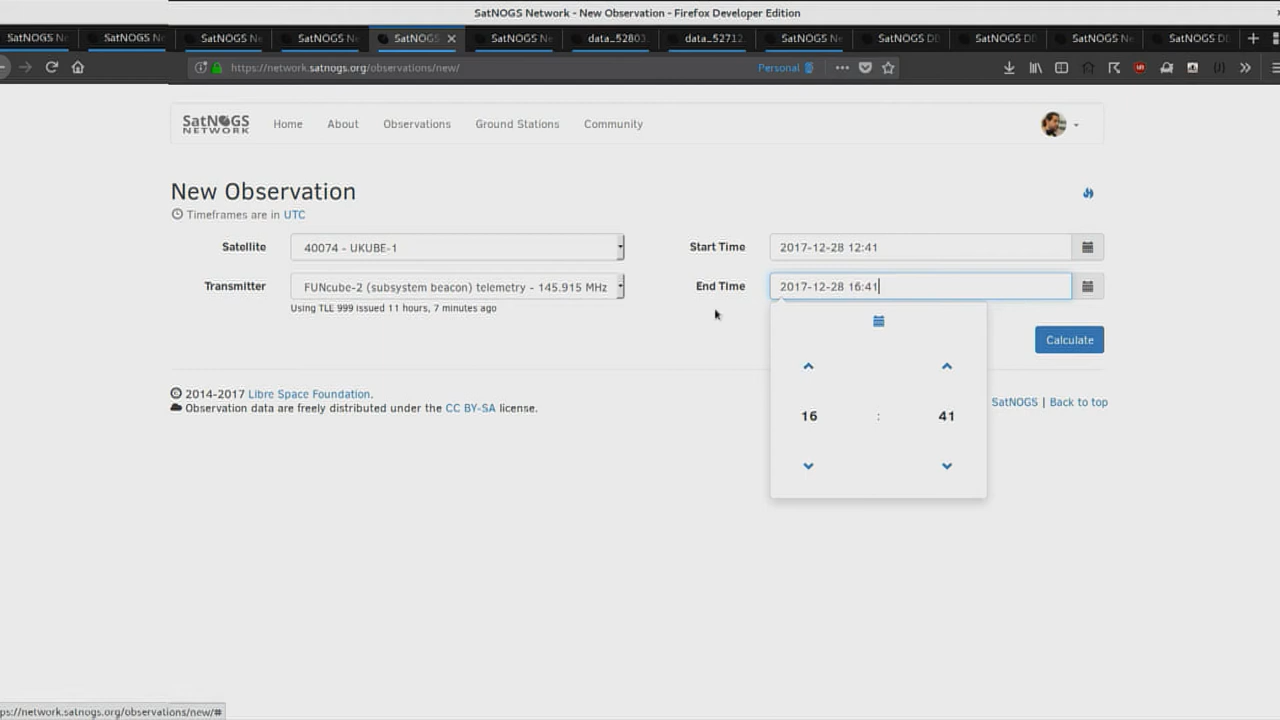 SatNOGS Network - New Observation - Firefox Developer Edition
SatNOGS Ne SatNOGS Ne SatNOGS Ne SatNOGS Ne SatNOGS SatNOGS Ne data_52803 data_52712 SatNOGS Ne SatNOGS DB SatNOGS DB SatNOGS Ne SatNOGS DB
https://network.satnogs.org/observations/new/ Personal
SatNOGS NETWORK Home About Observations Ground Stations Community
New Observation
Timeframes are in UTC
Satellite 40074 - UKUBE-1 Start Time 2017-12-28 12:41
Transmitter FUNcube-2 (subsystem beacon) telemetry - 145.915 MHz End Time 2017-12-28 16:41
Using TLE 999 issued 11 hours, 7 minutes ago
Calculate
16 : 41
© 2014-2017 Libre Space Foundation. SatNOGS | Back to top
Observation data are freely distributed under the CC BY-SA license.
ps://network.satnogs.org/observations/new/#